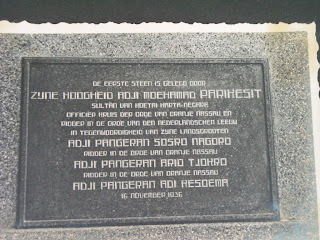 DE EERSTE STEEN IS GELEGD DOOR
ZIJNE HOOGHEID ADJI MOEHAMAD PARIKESIT
SULTAN VAN KOETAI-KARTA-NEGARA
OFFICIER KRUIS DER ORDE VAN ORANJE NASSAU EN
RIDDER IN DE ORDE VAN DEN NEDERLANDSCHEN LEEUW
IN TEGENWOORDIGHEID VAN ZIJNE LANDSGROOTEN
ADJI PANGERAN SOSRO NAGORO
RIDDER IN DE ORDE VAN ORANJE NASSAU
ADJI PANGERAN ARIO TJOKRO
RIDDER IN DE ORDE VAN ORANJE NASSAU
ADJI PANGERAN ADI KESOEMA
16 NOVEMBER 1936